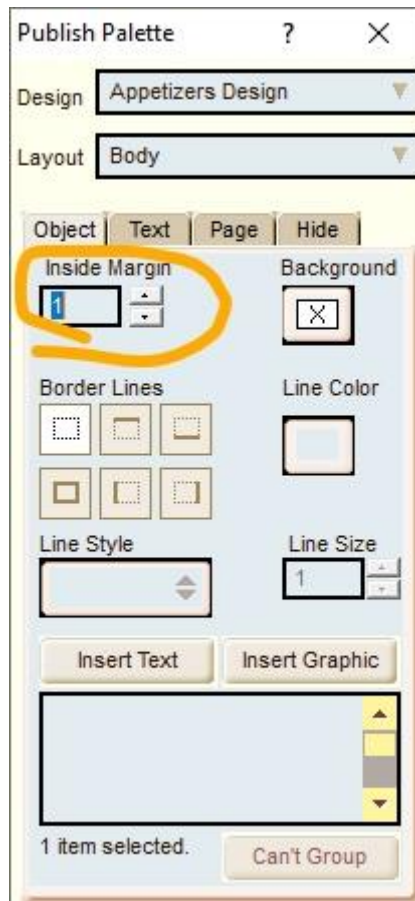 Publish Palette ? X
Design Appetizers Design
Layout Body
Object Text Page Hide
Inside Margin Background
1
Border Lines Line Color
Line Style Line Size
1
Insert Text Insert Graphic
1 item selected. Can't Group